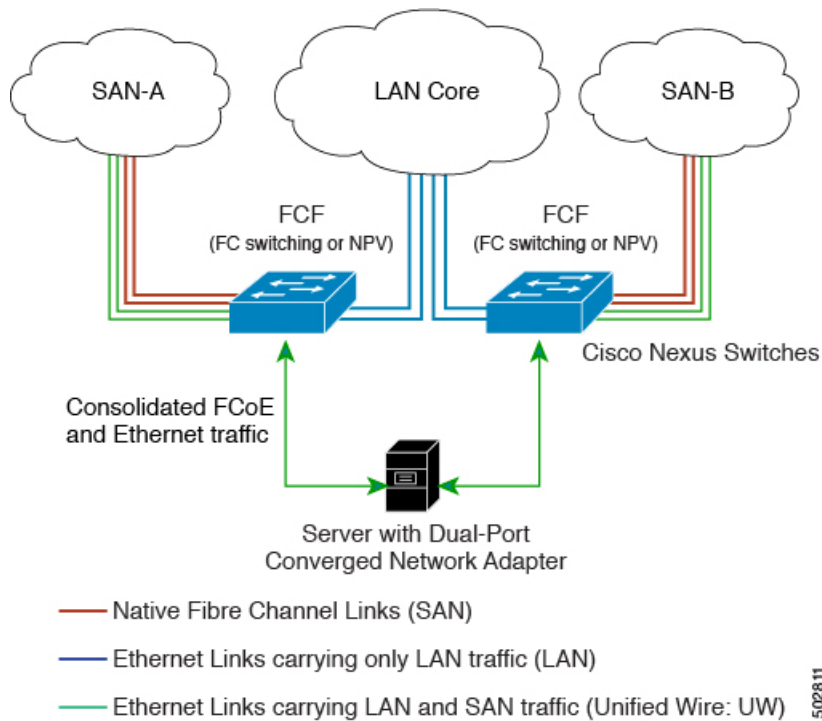 SAN-A
LAN Core
SAN-B
FCF
(FC switching or NPV)
FCF
(FC switching or NPV)
Cisco Nexus Switches
Consolidated FCoE
and Ethernet traffic
Server with Dual-Port
Converged Network Adapter
Native Fibre Channel Links (SAN)
Ethernet Links carrying only LAN traffic (LAN)
Ethernet Links carrying LAN and SAN traffic (Unified Wire: UW)
502811